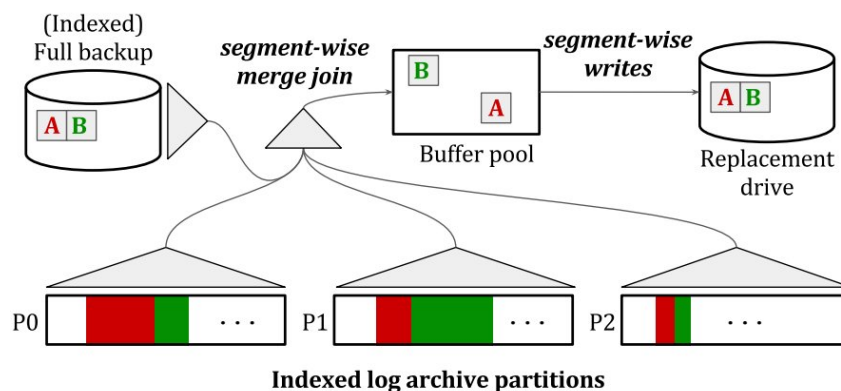 (Indexed)
Full backup
segment-wise
merge join
segment-wise
writes
A B
B
A
A B
Buffer pool
Replacement
drive
P0
. . .
P1
. . .
P2
. . .
Indexed log archive partitions